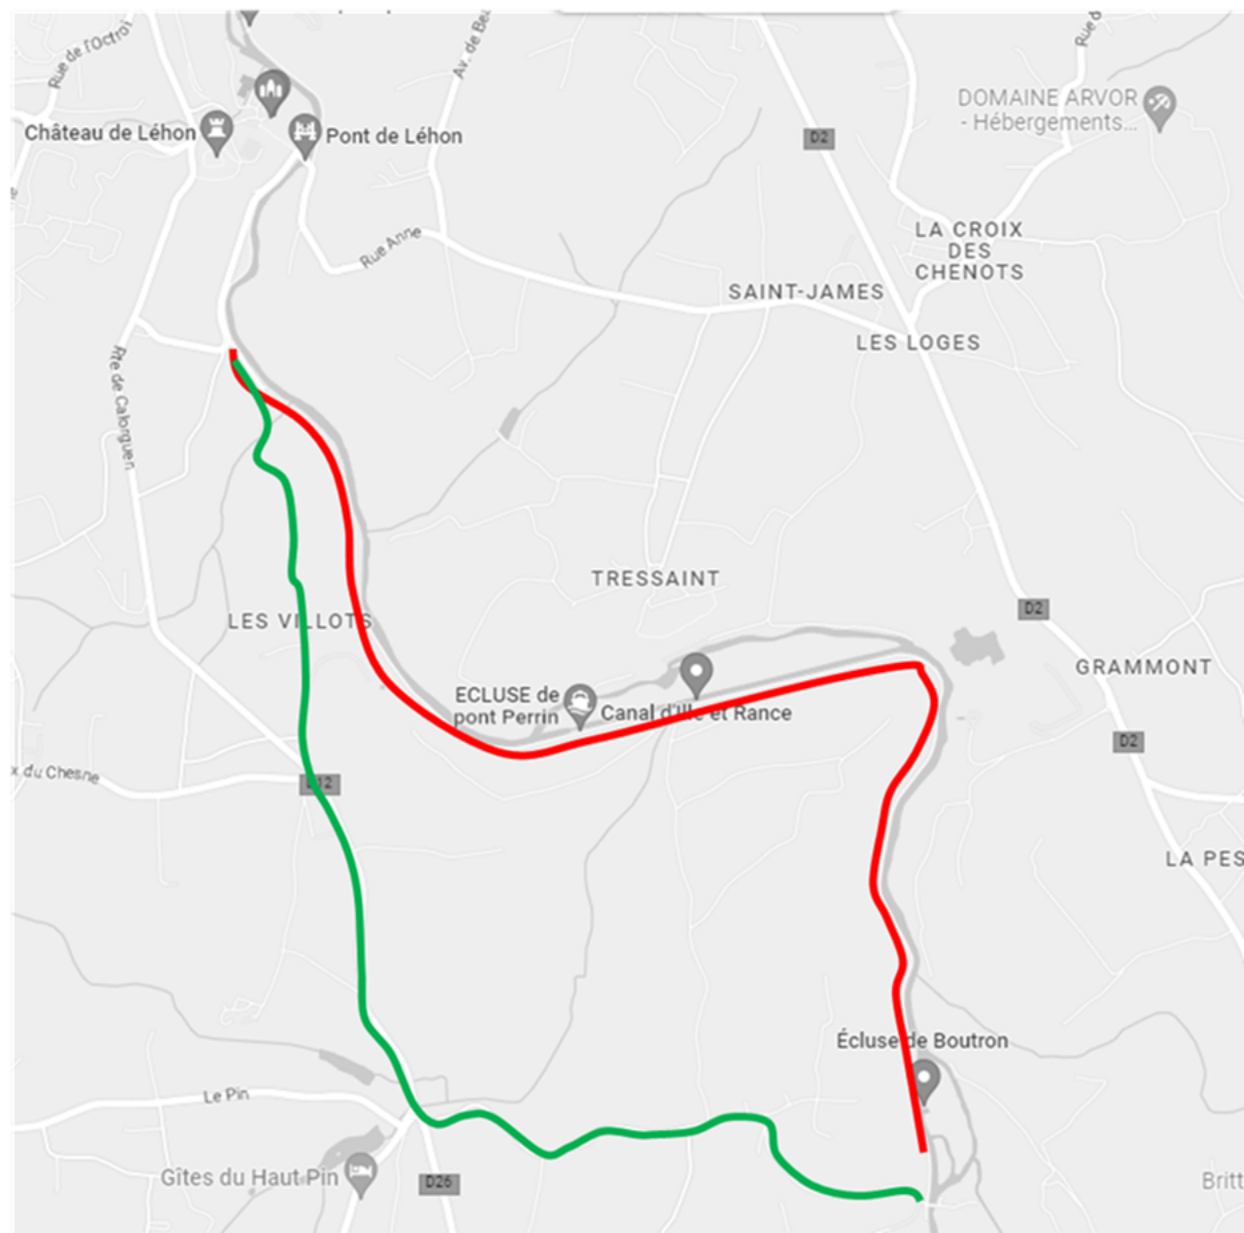 Rue de l'Octroi
Av. de Bea
Rue d
Château de Léhon
Pont de Léhon
DOMAINE ARVOR
- Hébergements...
D2
Rue Anne
LA CROIX
DES
CHENOTS
SAINT-JAMES
LES LOGES
Rte de Calorguen
TRESSAINT
D2
LES VILLOTS
GRAMMONT
ECLUSE de
pont Perrin
Canal d'Ille et Rance
D2
x du Chesne
D12
LA PES
Écluse de Boutron
Le Pin
Gîtes du Haut Pin
D26
Britt